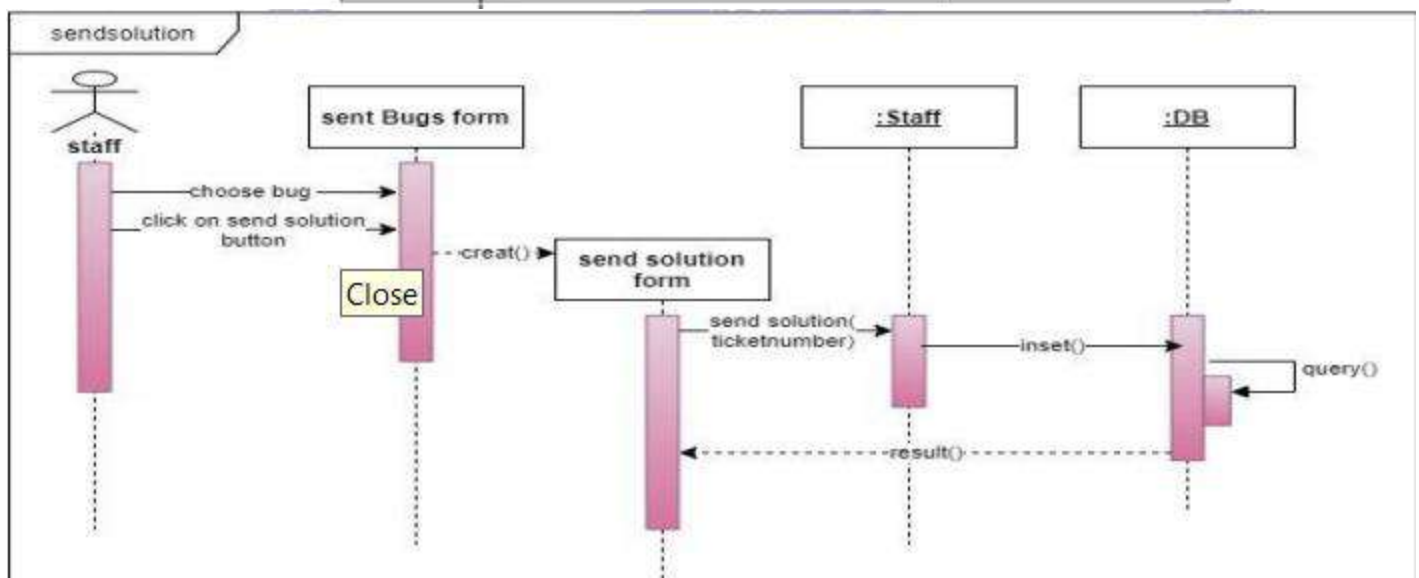 sendsolution
staff
sent Bugs form
:Staff
:DB
choose bug
click on send solution
button
creat()
send solution
form
Close
send solution(
ticketnumber)
inset()
query()
result()